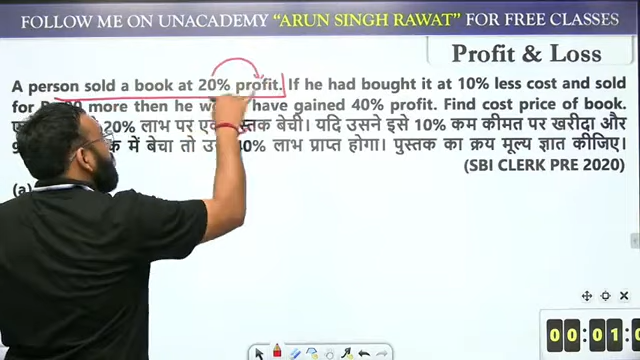 FOLLOW ME ON UNACADEMY “ARUN SINGH RAWAT” FOR FREE CLASSES
Profit & Loss
A person sold a book at 20% profit. If he had bought it at 10% less cost and sold
for more then he have gained 40% profit. Find cost price of book.
20% लाभ पर बेची। यदि उसने इसे 10% कम कीमत पर खरीदा और
में बेचा तो 40% लाभ प्राप्त होगा। पुस्तक का क्रय मूल्य ज्ञात कीजिए।
(SBI CLERK PRE 2020)
(a)
00:01:0